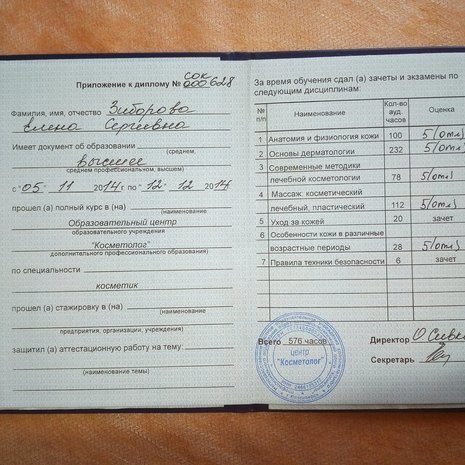 Приложение к диплому № СОК 000628
Фамилия, имя, отчество Зиборова
Елена Сергеевна
Имеет документ об образовании
(среднем,
высшее
среднем профессиональном, высшем)
с "05" 11 2014 г. по "12" 12 2014
прошел (а) полный курс в (на)
(наименование
Образовательный центр
образовательного учреждения
"Косметолог"
дополнительного профессионального образования)
по специальности
косметик
прошел (а) стажировку в (на)
(наименование
предприятия, организации, учреждения)
защитил (а) аттестационную работу на тему
(наименование темы)
За время обучения сдал (а) зачеты и экзамены по
следующим дисциплинам:
№ п/п Наименование Кол-во ауд. часов Оценка
1 Анатомия и физиология кожи 100 5 (отл)
2 Основы дерматологии 232 5 (отл)
3 Современные методики
лечебной косметологии 78 5 (отл)
4 Массаж: косметический
лечебный, пластический 112 5 (отл)
5 Уход за кожей 20 зачет
6 Особенности кожи в различные
возрастные периоды 28 5 (отл)
7 Правила техники безопасности 6 зачет
Всего 576 часов
центр
"Косметолог"
Директор
Секретарь